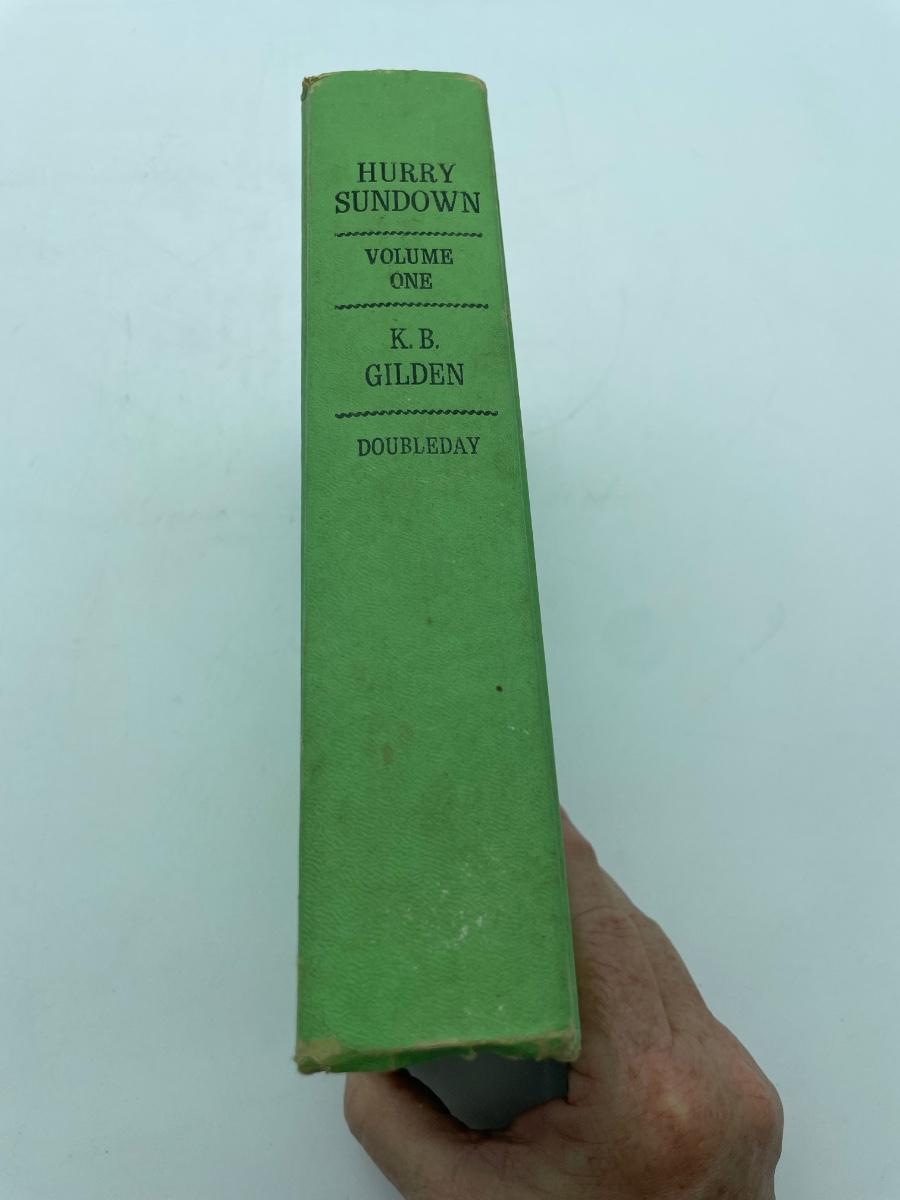 HURRY
SUNDOWN
VOLUME
ONE
K. B.
GILDEN
DOUBLEDAY